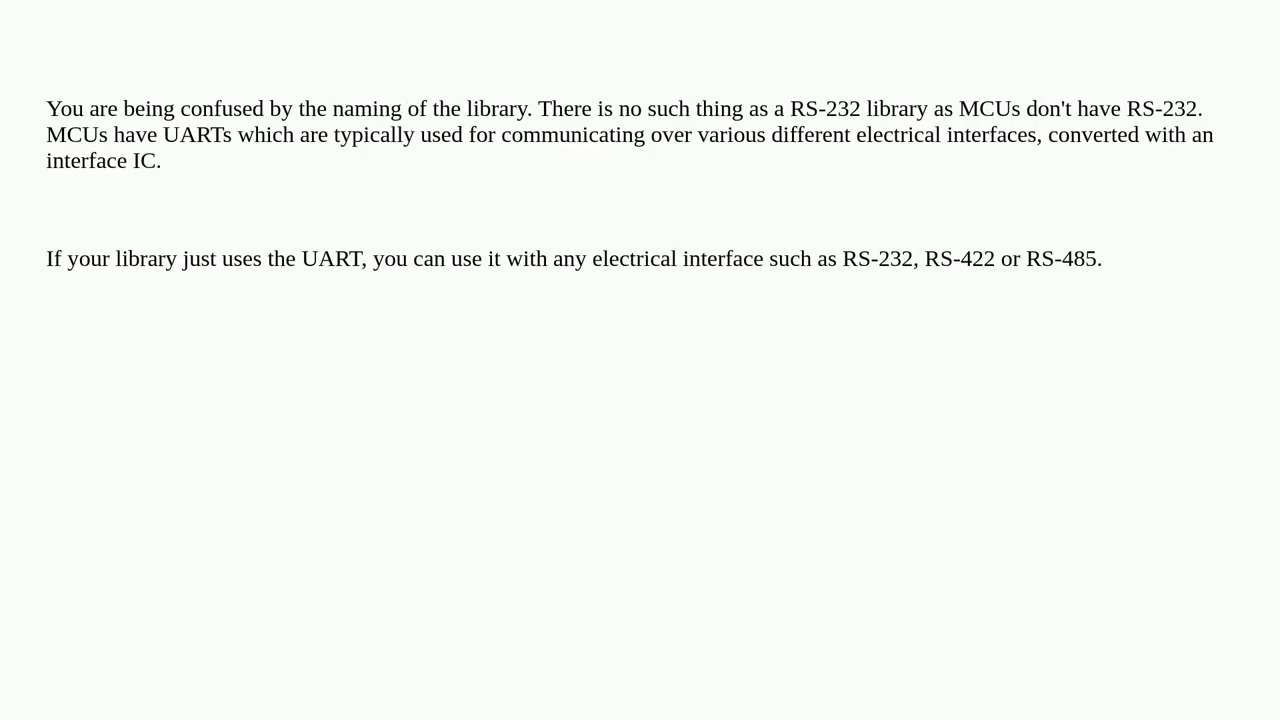 You are being confused by the naming of the library. There is no such thing as a RS-232 library as MCUs don't have RS-232.
MCUs have UARTs which are typically used for communicating over various different electrical interfaces, converted with an
interface IC.
If your library just uses the UART, you can use it with any electrical interface such as RS-232, RS-422 or RS-485.